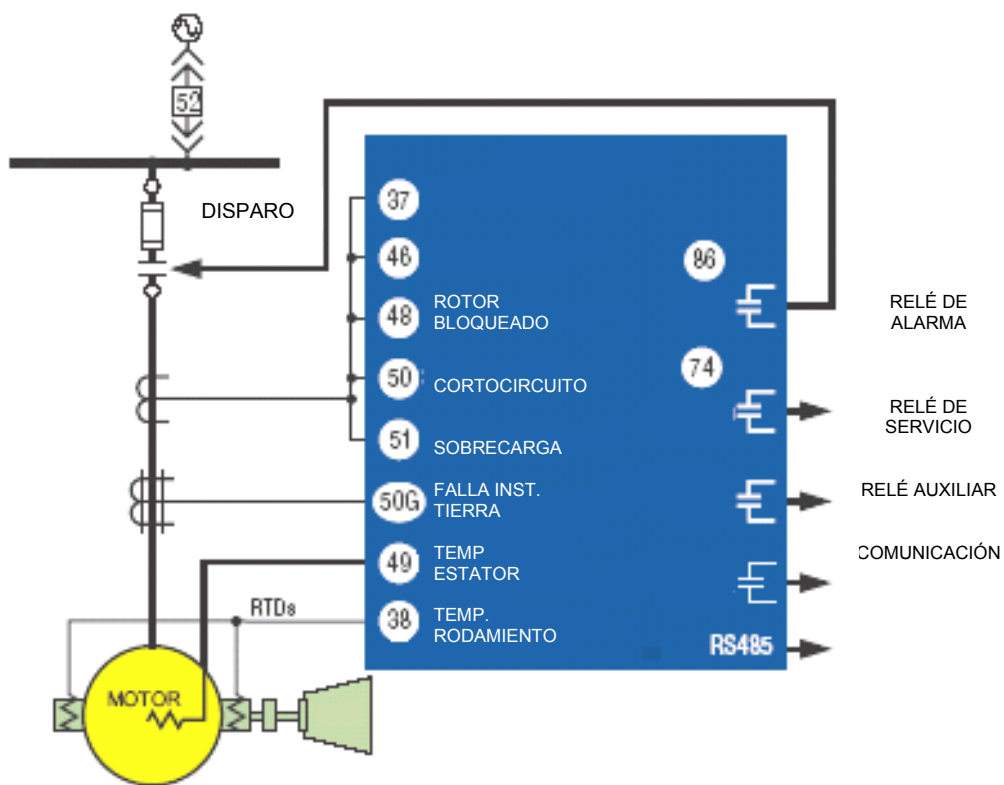 52
DISPARO
37
46
48
ROTOR
BLOQUEADO
50
CORTOCIRCUITO
51
SOBRECARGA
50G
FALLA INST.
TIERRA
49
TEMP
ESTATOR
38
TEMP.
RODAMIENTO
RTDs
MOTOR
86
74
RS485
RELÉ DE
ALARMA
RELÉ DE
SERVICIO
RELÉ AUXILIAR
COMUNICACIÓN